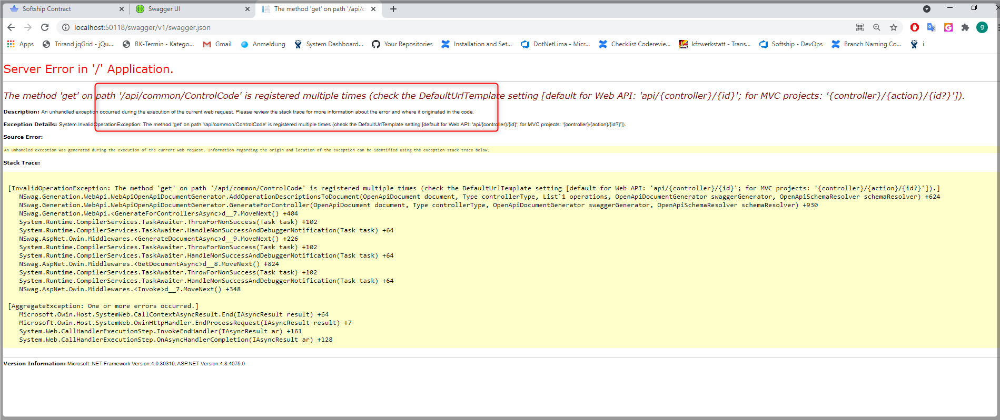 Softship Contract
Swagger UI
The method 'get' on path '/api/c
localhost:50118/swagger/v1/swagger.json
g
Apps
Trirand jqGrid - jQu...
RK-Termin - Katego...
Gmail
Anmeldung
System Dashboard...
Your Repositories
Installation and Set...
DotNetLima - Micr...
Checklist Codereview...
kfzwerkstatt - Trans...
Softship - DevOps
Branch Naming Co...
i
Server Error in '/' Application.
The method 'get' on path '/api/common/ControlCode' is registered multiple times (check the DefaultUrlTemplate setting [default for Web API: 'api/{controller}/{id}'; for MVC projects: '{controller}/{action}/{id?}']).
Description: An unhandled exception occurred during the execution of the current web request. Please review the stack trace for more information about the error and where it originated in the code.
Exception Details: System.InvalidOperationException: The method 'get' on path '/api/common/ControlCode' is registered multiple times (check the DefaultUrlTemplate setting [default for Web API: 'api/{controller}/{id}'; for MVC projects: '{controller}/{action}/{id?}']).
Source Error:
An unhandled exception was generated during the execution of the current web request. Information regarding the origin and location of the exception can be identified using the exception stack trace below.
Stack Trace:
[InvalidOperationException: The method 'get' on path '/api/common/ControlCode' is registered multiple times (check the DefaultUrlTemplate setting [default for Web API: 'api/{controller}/{id}'; for MVC projects: '{controller}/{action}/{id?}']).]
NSwag.Generation.WebApi.WebApiOpenApiDocumentGenerator.AddOperationDescriptionsToDocument(OpenApiDocument document, Type controllerType, List`1 operations, OpenApiDocumentGenerator swaggerGenerator, OpenApiSchemaResolver schemaResolver) +624
NSwag.Generation.WebApi.WebApiOpenApiDocumentGenerator.GenerateForController(OpenApiDocument document, Type controllerType, OpenApiDocumentGenerator swaggerGenerator, OpenApiSchemaResolver schemaResolver) +930
NSwag.Generation.WebApi.<GenerateForControllersAsync>d__7.MoveNext() +404
System.Runtime.CompilerServices.TaskAwaiter.ThrowForNonSuccess(Task task) +102
System.Runtime.CompilerServices.TaskAwaiter.HandleNonSuccessAndDebuggerNotification(Task task) +64
NSwag.AspNet.Owin.Middlewares.<GenerateDocumentAsync>d__9.MoveNext() +226
System.Runtime.CompilerServices.TaskAwaiter.ThrowForNonSuccess(Task task) +102
System.Runtime.CompilerServices.TaskAwaiter.HandleNonSuccessAndDebuggerNotification(Task task) +64
NSwag.AspNet.Owin.Middlewares.<GetDocumentAsync>d__8.MoveNext() +824
System.Runtime.CompilerServices.TaskAwaiter.ThrowForNonSuccess(Task task) +102
System.Runtime.CompilerServices.TaskAwaiter.HandleNonSuccessAndDebuggerNotification(Task task) +64
NSwag.AspNet.Owin.Middlewares.<Invoke>d__7.MoveNext() +348
[AggregateException: One or more errors occurred.]
Microsoft.Owin.Host.SystemWeb.CallContextAsyncResult.End(IAsyncResult result) +64
Microsoft.Owin.Host.SystemWeb.OwinHttpHandler.EndProcessRequest(IAsyncResult result) +7
System.Web.CallHandlerExecutionStep.InvokeEndHandler(IAsyncResult ar) +161
System.Web.CallHandlerExecutionStep.OnAsyncHandlerCompletion(IAsyncResult ar) +128
Version Information: Microsoft .NET Framework Version:4.0.30319; ASP.NET Version:4.8.4075.0